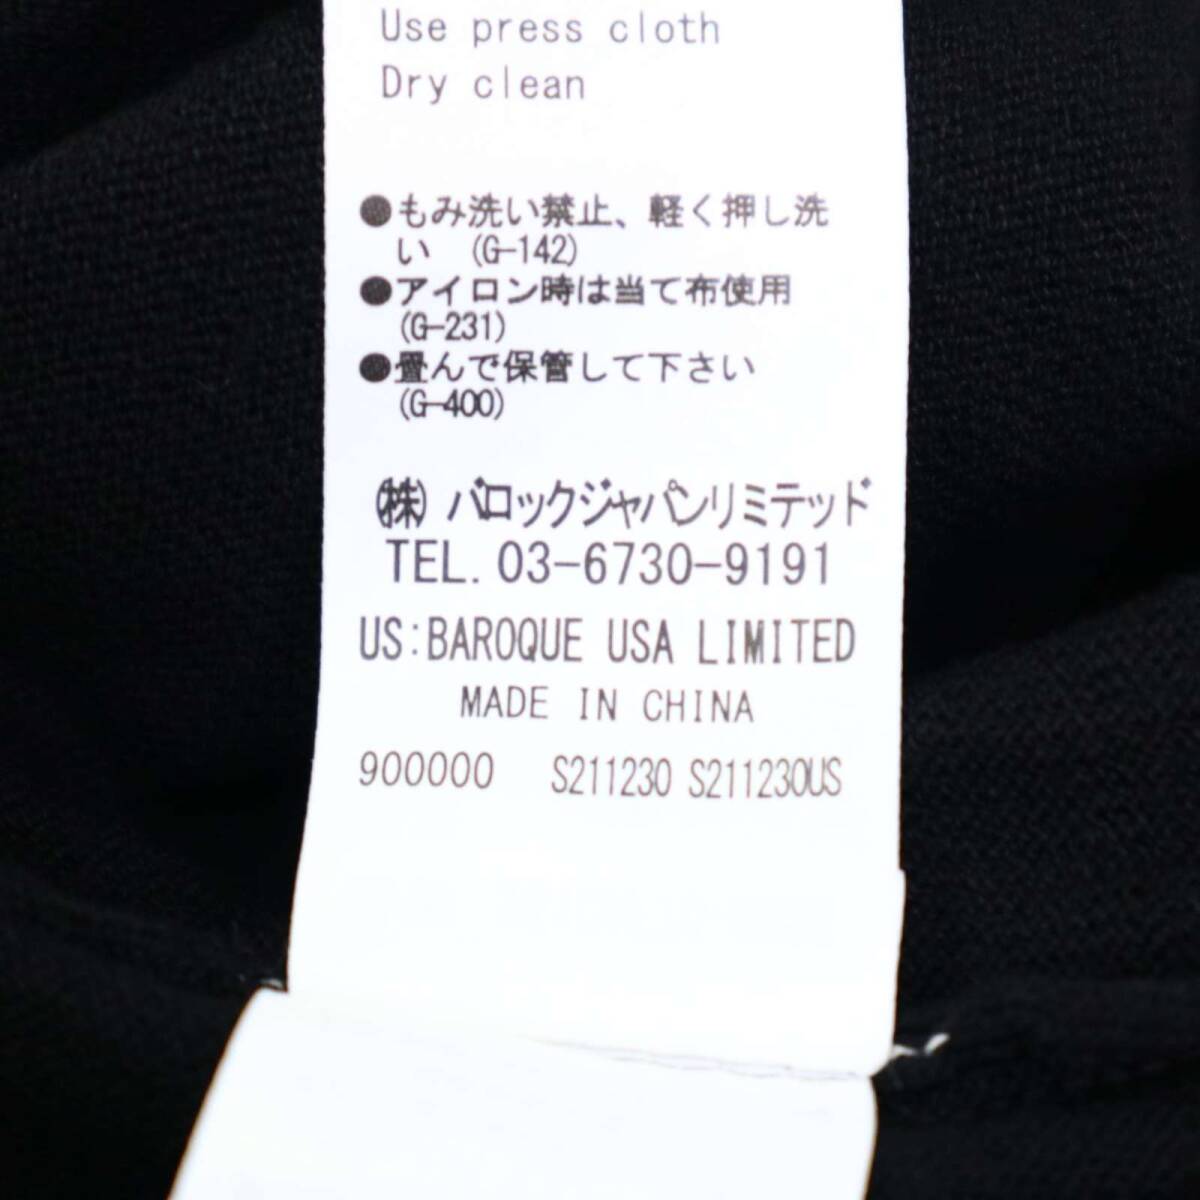 Use press cloth
Dry clean
●もみ洗い禁止、軽く押し洗
い (G-142)
●アイロン時は当て布使用
(G-231)
●畳んで保管して下さい
(G-400)
(株) バロックジャパンリミテッド
TEL. 03-6730-9191
US:BAROQUE USA LIMITED
MADE IN CHINA
900000 S211230 S211230US